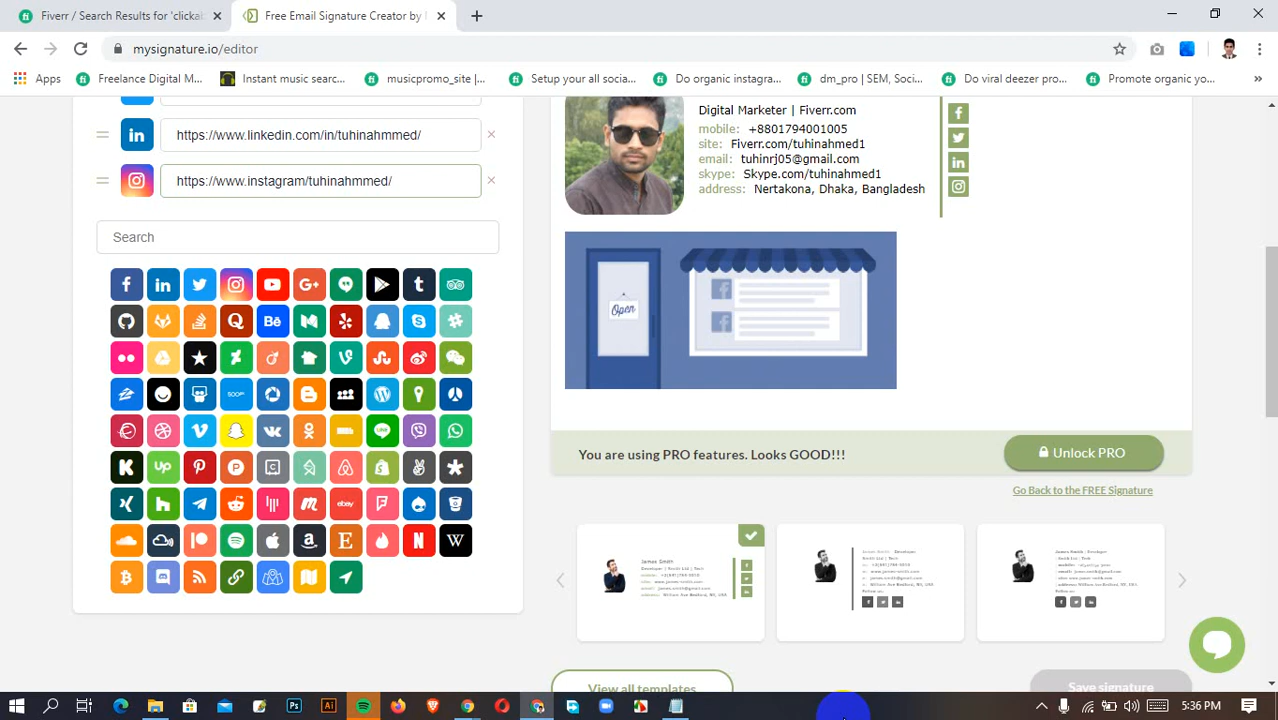 Fiverr / Search Results for 'clickab
Free Email Signature Creator by
mysignature.io/editor
Apps
Freelance Digital M...
Instant music searc...
musicpromo_site |...
Setup your all socia...
Do organic instagra...
dm_pro | SEM, Soci...
Do viral deezer pro...
Promote organic yo...
https://www.linkedin.com/in/tuhinahmmed/
https://www.instagram/tuhinahmmed/
Search
Digital Marketer | Fiverr.com
mobile: +8801794001005
site: Fiverr.com/tuhinahmed1
email: tuhinrj05@gmail.com
skype: Skype.com/tuhinahmed1
address: Nertakona, Dhaka, Bangladesh
Open
You are using PRO features. Looks GOOD!!!
Unlock PRO
Go Back to the FREE Signature
James Smith
View all templates
Save signature
5:36 PM